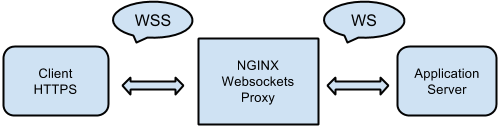 WSS
WS
Client
HTTPS
NGINX
Websockets
Proxy
Application
Server